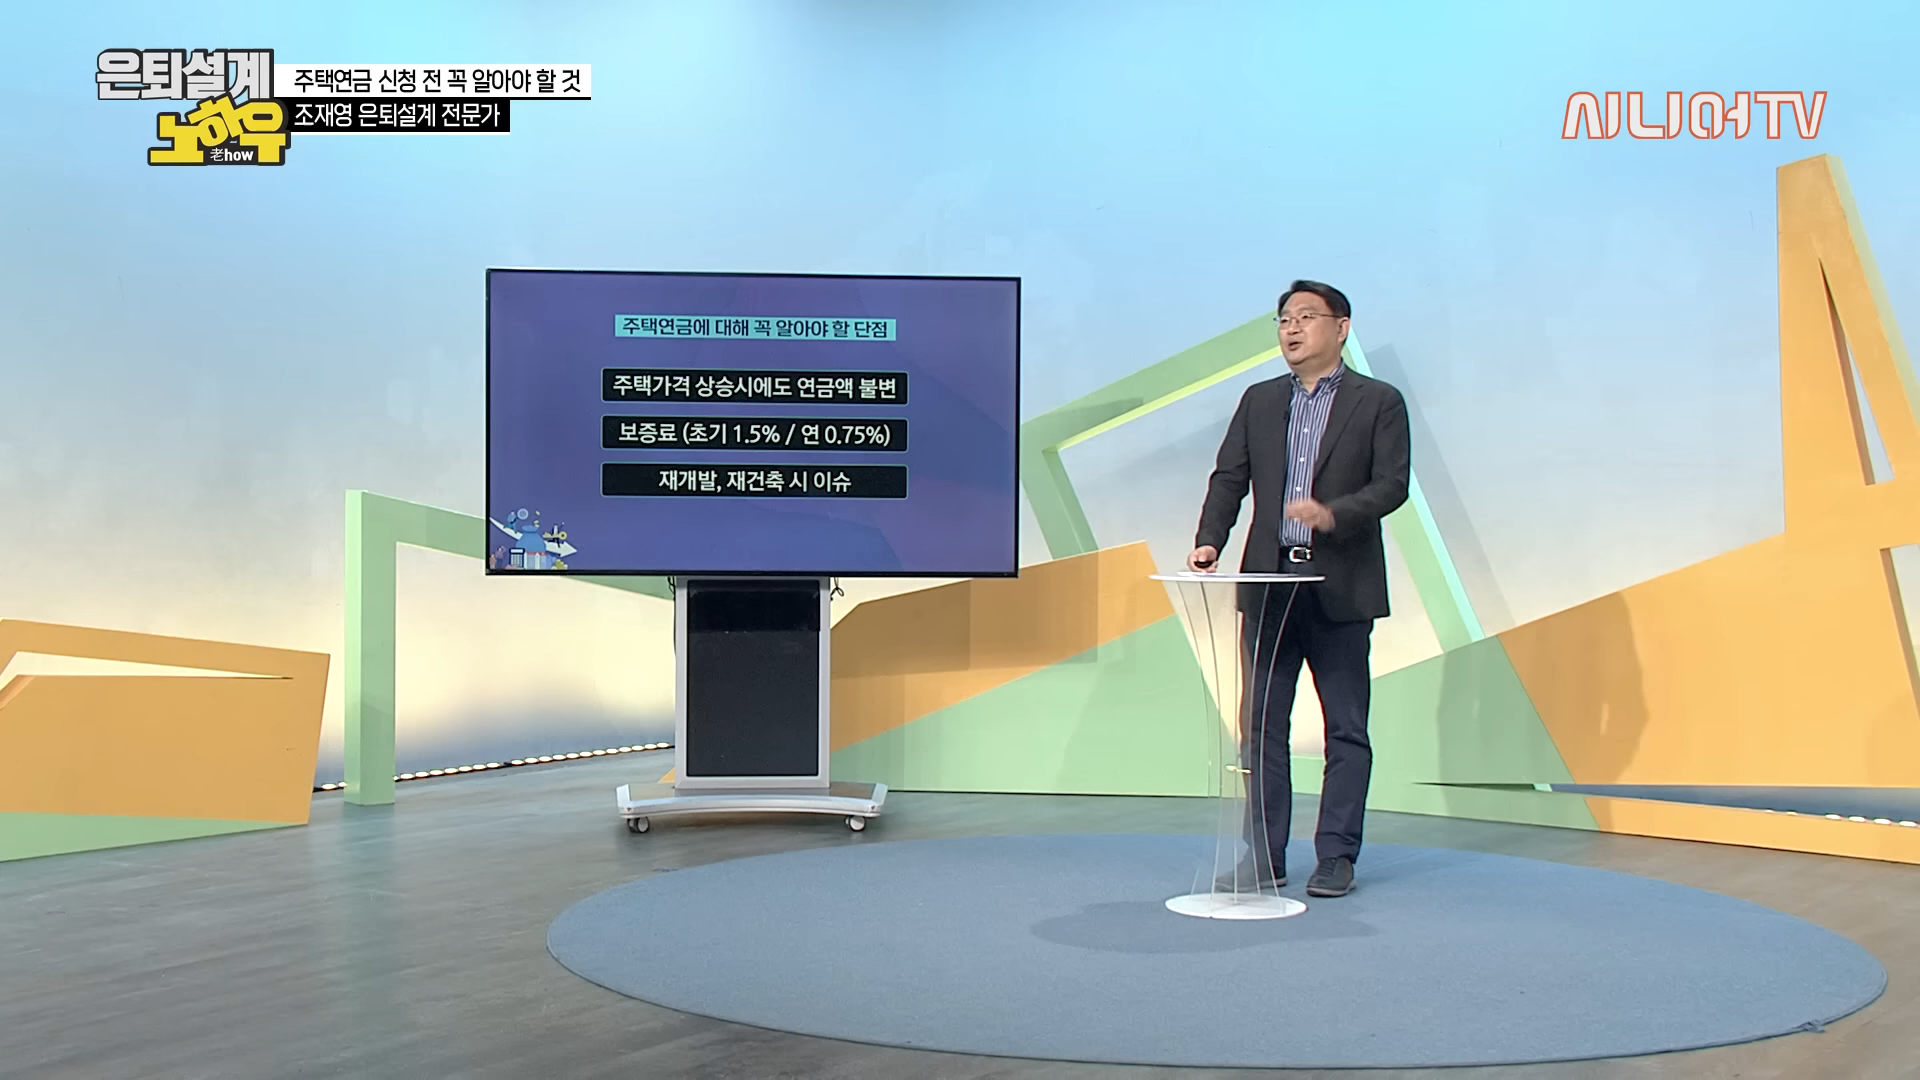 은퇴설계
노하우
老how
주택연금 신청 전 꼭 알아야 할 것
조재영 은퇴설계 전문가
시니어TV
주택연금에 대해 꼭 알아야 할 단점
주택가격 상승시에도 연금액 불변
보증료 (초기 1.5% / 연 0.75%)
재개발, 재건축 시 이슈